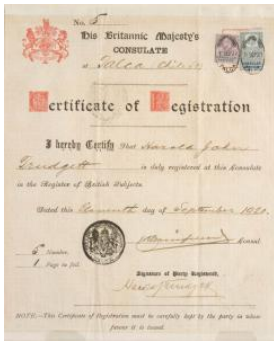 No. 5
His Britannic Majesty's
CONSULATE
at Talca Chile
Certificate of Registration
I hereby Certify That Harold John
Trudgett is duly registered at this Consulate
in the Register of British Subjects.
Dated this Eleventh day of September 1920.
Consul
5 Number.
1 Page in full
Signature of Party Registered,
NOTE.—The Certificate of Registration must be carefully kept by the party in whose
favour it is issued.